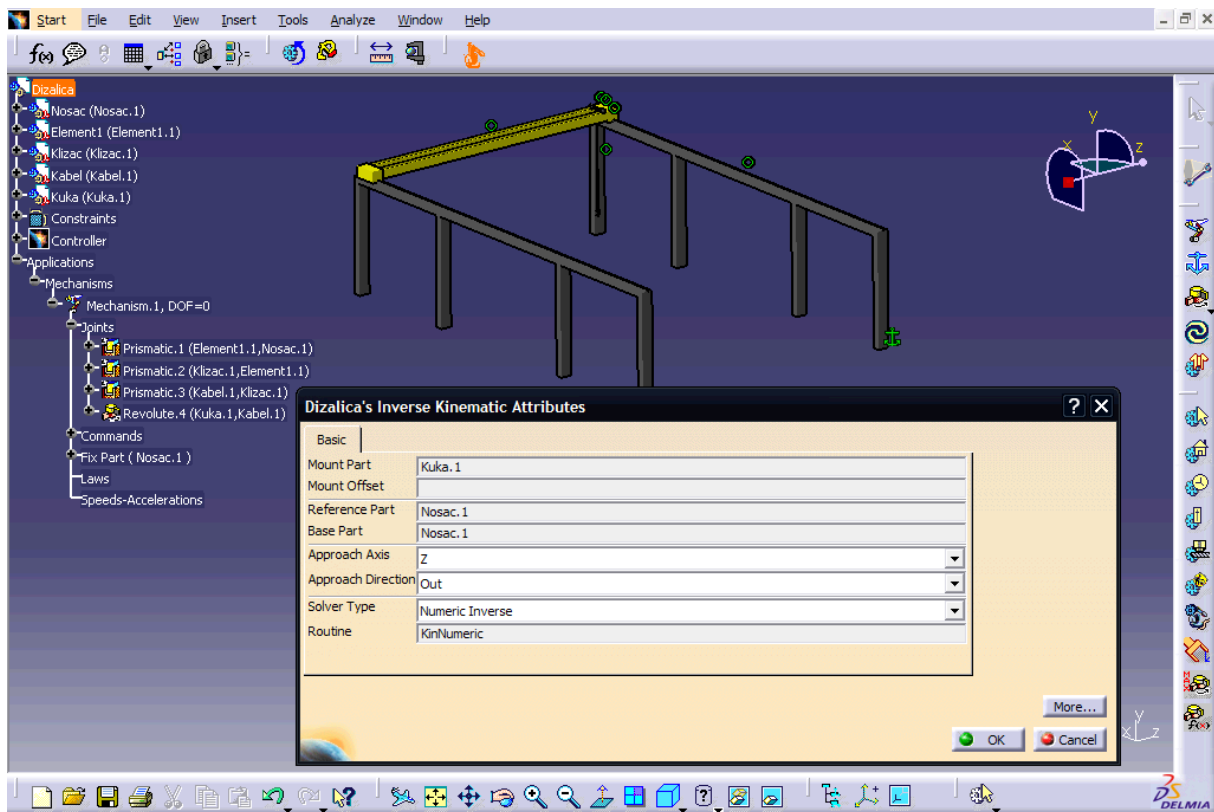 Start File Edit View Insert Tools Analyze Window Help
Dizalica
Nosac (Nosac.1)
Element1 (Element1.1)
Klizac (Klizac.1)
Kabel (Kabel.1)
Kuka (Kuka.1)
Constraints
Controller
Applications
Mechanisms
Mechanism.1, DOF=0
Joints
Prismatic.1 (Element1.1,Nosac.1)
Prismatic.2 (Klizac.1,Element1.1)
Prismatic.3 (Kabel.1,Klizac.1)
Revolute.4 (Kuka.1,Kabel.1)
Commands
Fix Part ( Nosac.1 )
Laws
Speeds-Accelerations
y
x
z
Dizalica's Inverse Kinematic Attributes
Basic
Mount Part Kuka.1
Mount Offset
Reference Part Nosac.1
Base Part Nosac.1
Approach Axis Z
Approach Direction Out
Solver Type Numeric Inverse
Routine KinNumeric
More...
OK Cancel
y
x z
DELMIA